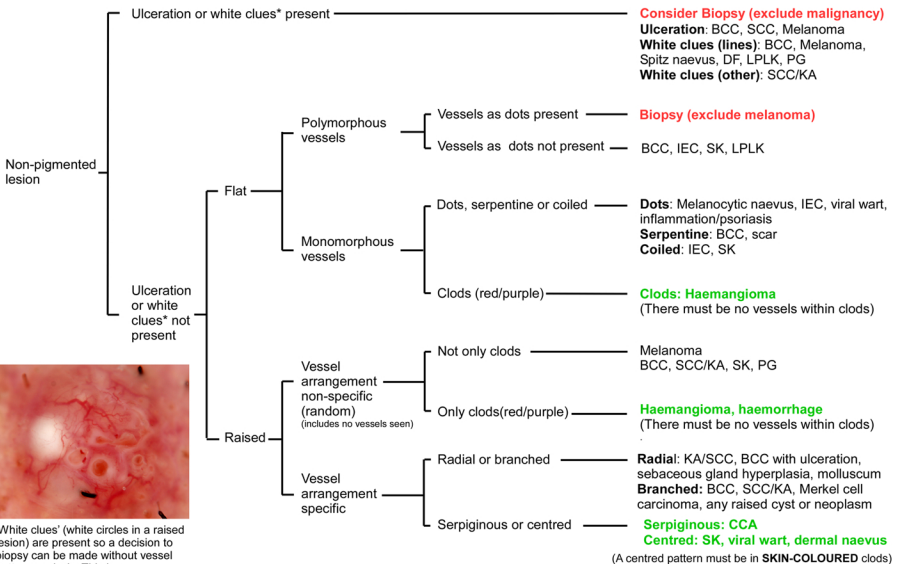 Ulceration or white clues* present
Consider Biopsy (exclude malignancy)
Ulceration: BCC, SCC, Melanoma
White clues (lines): BCC, Melanoma,
Spitz naevus, DF, LPLK, PG
White clues (other): SCC/KA
Non-pigmented
lesion
Ulceration
or white
clues* not
present
Flat
Polymorphous
vessels
Vessels as dots present
Biopsy (exclude melanoma)
Vessels as dots not present
BCC, IEC, SK, LPLK
Monomorphous
vessels
Dots, serpentine or coiled
Dots: Melanocytic naevus, IEC, viral wart,
inflammation/psoriasis
Serpentine: BCC, scar
Coiled: IEC, SK
Clods (red/purple)
Clods: Haemangioma
(There must be no vessels within clods)
Raised
Vessel
arrangement
non-specific
(random)
(includes no vessels seen)
Not only clods
Melanoma
BCC, SCC/KA, SK, PG
Only clods(red/purple)
Haemangioma, haemorrhage
(There must be no vessels within clods)
Vessel
arrangement
specific
Radial or branched
Radial: KA/SCC, BCC with ulceration,
sebaceous gland hyperplasia, molluscum
Branched: BCC, SCC/KA, Merkel cell
carcinoma, any raised cyst or neoplasm
Serpiginous or centred
Serpiginous: CCA
Centred: SK, viral wart, dermal naevus
(A centred pattern must be in SKIN-COLOURED clods)
White clues' (white circles in a raised
esion) are present so a decision to
biopsy can be made without vessel